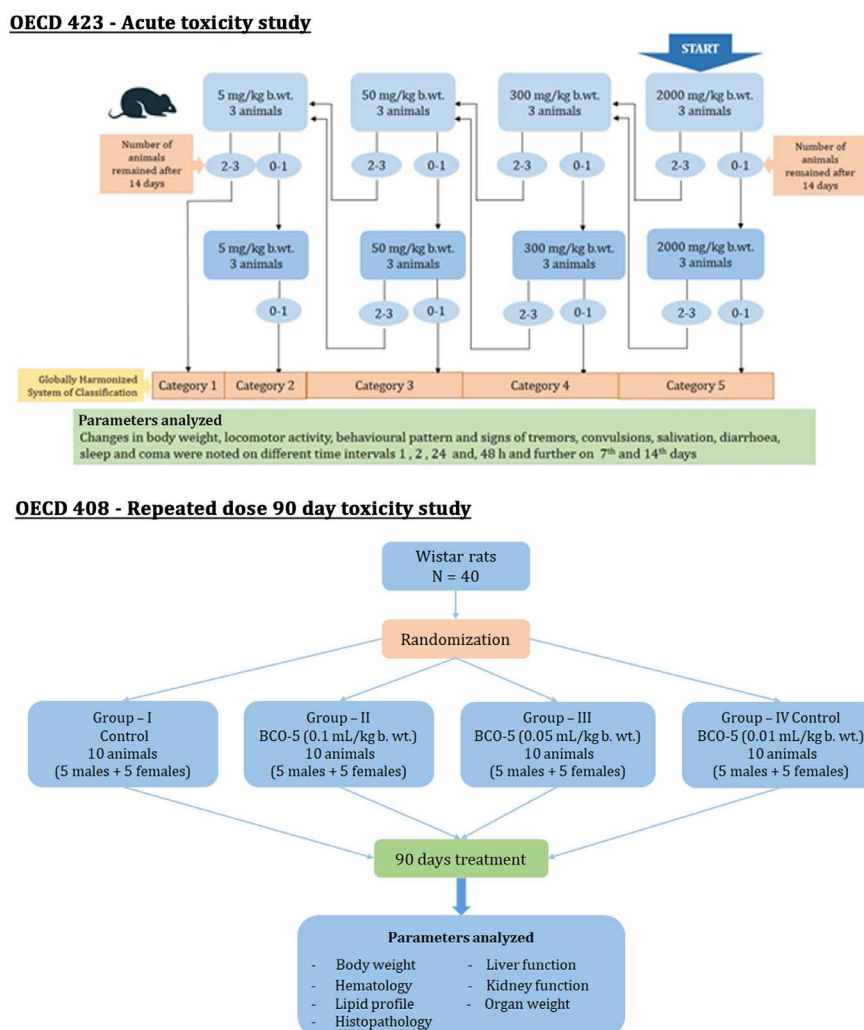 OECD 423 - Acute toxicity study
START
5 mg/kg b.wt.
3 animals
50 mg/kg b.wt.
3 animals
300 mg/kg b.wt.
3 animals
2000 mg/kg b.wt.
3 animals
Number of
animals
remained after
14 days
2-3
0-1
2-3
0-1
2-3
0-1
2-3
0-1
Number of
animals
remained after
14 days
5 mg/kg b.wt.
3 animals
50 mg/kg b.wt.
3 animals
300 mg/kg b.wt.
3 animals
2000 mg/kg b.wt.
3 animals
0-1
2-3
0-1
2-3
0-1
2-3
0-1
Globally Harmonized
System of Classification
Category 1
Category 2
Category 3
Category 4
Category 5
Parameters analyzed
Changes in body weight, locomotor activity, behavioural pattern and signs of tremors, convulsions, salivation, diarrhoea,
sleep and coma were noted on different time intervals 1 , 2 , 24 and, 48 h and further on 7th and 14th days
OECD 408 - Repeated dose 90 day toxicity study
Wistar rats
N = 40
Randomization
Group – I
Control
10 animals
(5 males + 5 females)
Group – II
BCO-5 (0.1 mL/kg b. wt.)
10 animals
(5 males + 5 females)
Group – III
BCO-5 (0.05 mL/kg b. wt.)
10 animals
(5 males + 5 females)
Group – IV Control
BCO-5 (0.01 mL/kg b. wt.)
10 animals
(5 males + 5 females)
90 days treatment
Parameters analyzed
- Body weight
- Hematology
- Lipid profile
- Histopathology
- Liver function
- Kidney function
- Organ weight